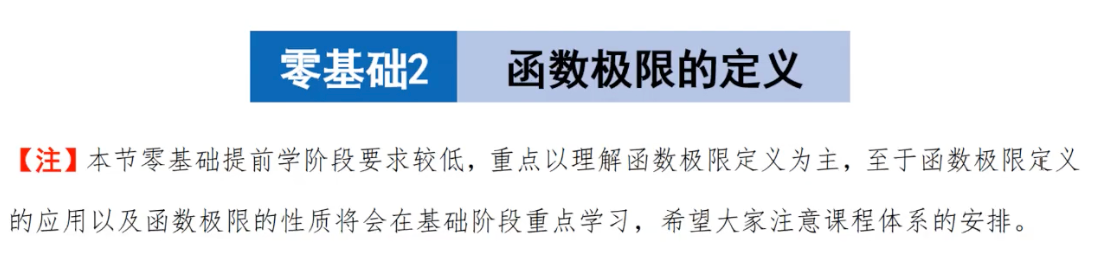 零基础2 函数极限的定义
【注】本节零基础提前学阶段要求较低，重点以理解函数极限定义为主，至于函数极限定义
的应用以及函数极限的性质将会在基础阶段重点学习，希望大家注意课程体系的安排。